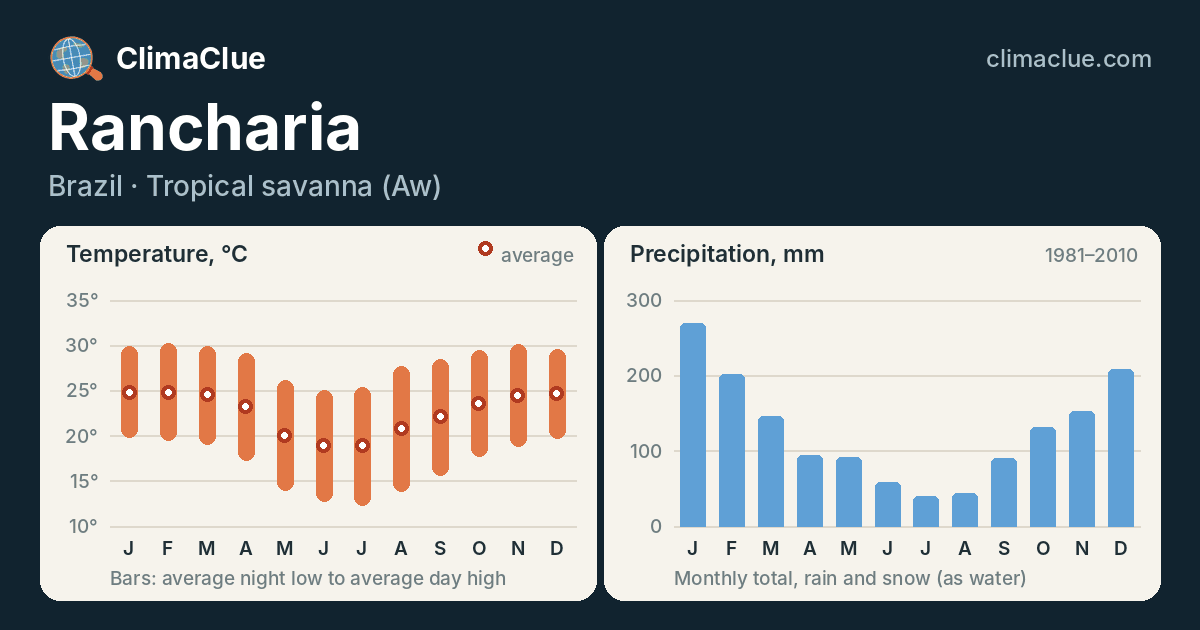 ClimaClue
climaclue.com
Rancharia
Brazil · Tropical savanna (Aw)
Temperature, °C
average
35°
30°
25°
20°
15°
10°
J F M A M J J A S O N D
Bars: average night low to average day high
Precipitation, mm
1981–2010
300
200
100
0
J F M A M J J A S O N D
Monthly total, rain and snow (as water)